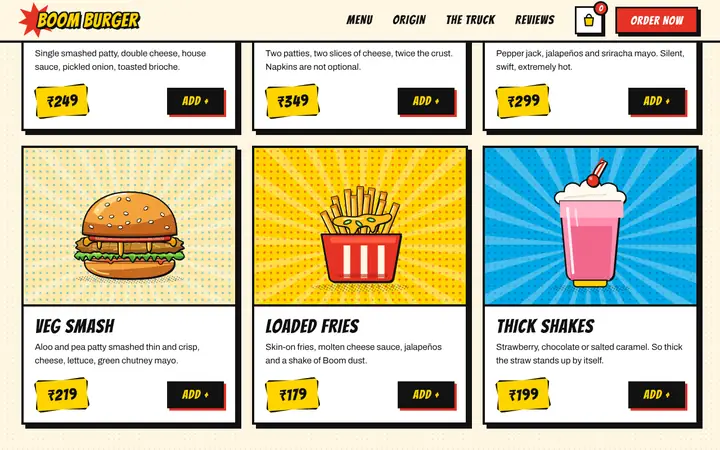 BOOM BURGER
MENU ORIGIN THE TRUCK REVIEWS 0 ORDER NOW
Single smashed patty, double cheese, house
sauce, pickled onion, toasted brioche.
₹249 ADD +
Two patties, two slices of cheese, twice the crust.
Napkins are not optional.
₹349 ADD +
Pepper jack, jalapeños and sriracha mayo. Silent,
swift, extremely hot.
₹299 ADD +
VEG SMASH
Aloo and pea patty smashed thin and crisp,
cheese, lettuce, green chutney mayo.
₹219 ADD +
LOADED FRIES
Skin-on fries, molten cheese sauce, jalapeños
and a shake of Boom dust.
₹179 ADD +
THICK SHAKES
Strawberry, chocolate or salted caramel. So thick
the straw stands up by itself.
₹199 ADD +